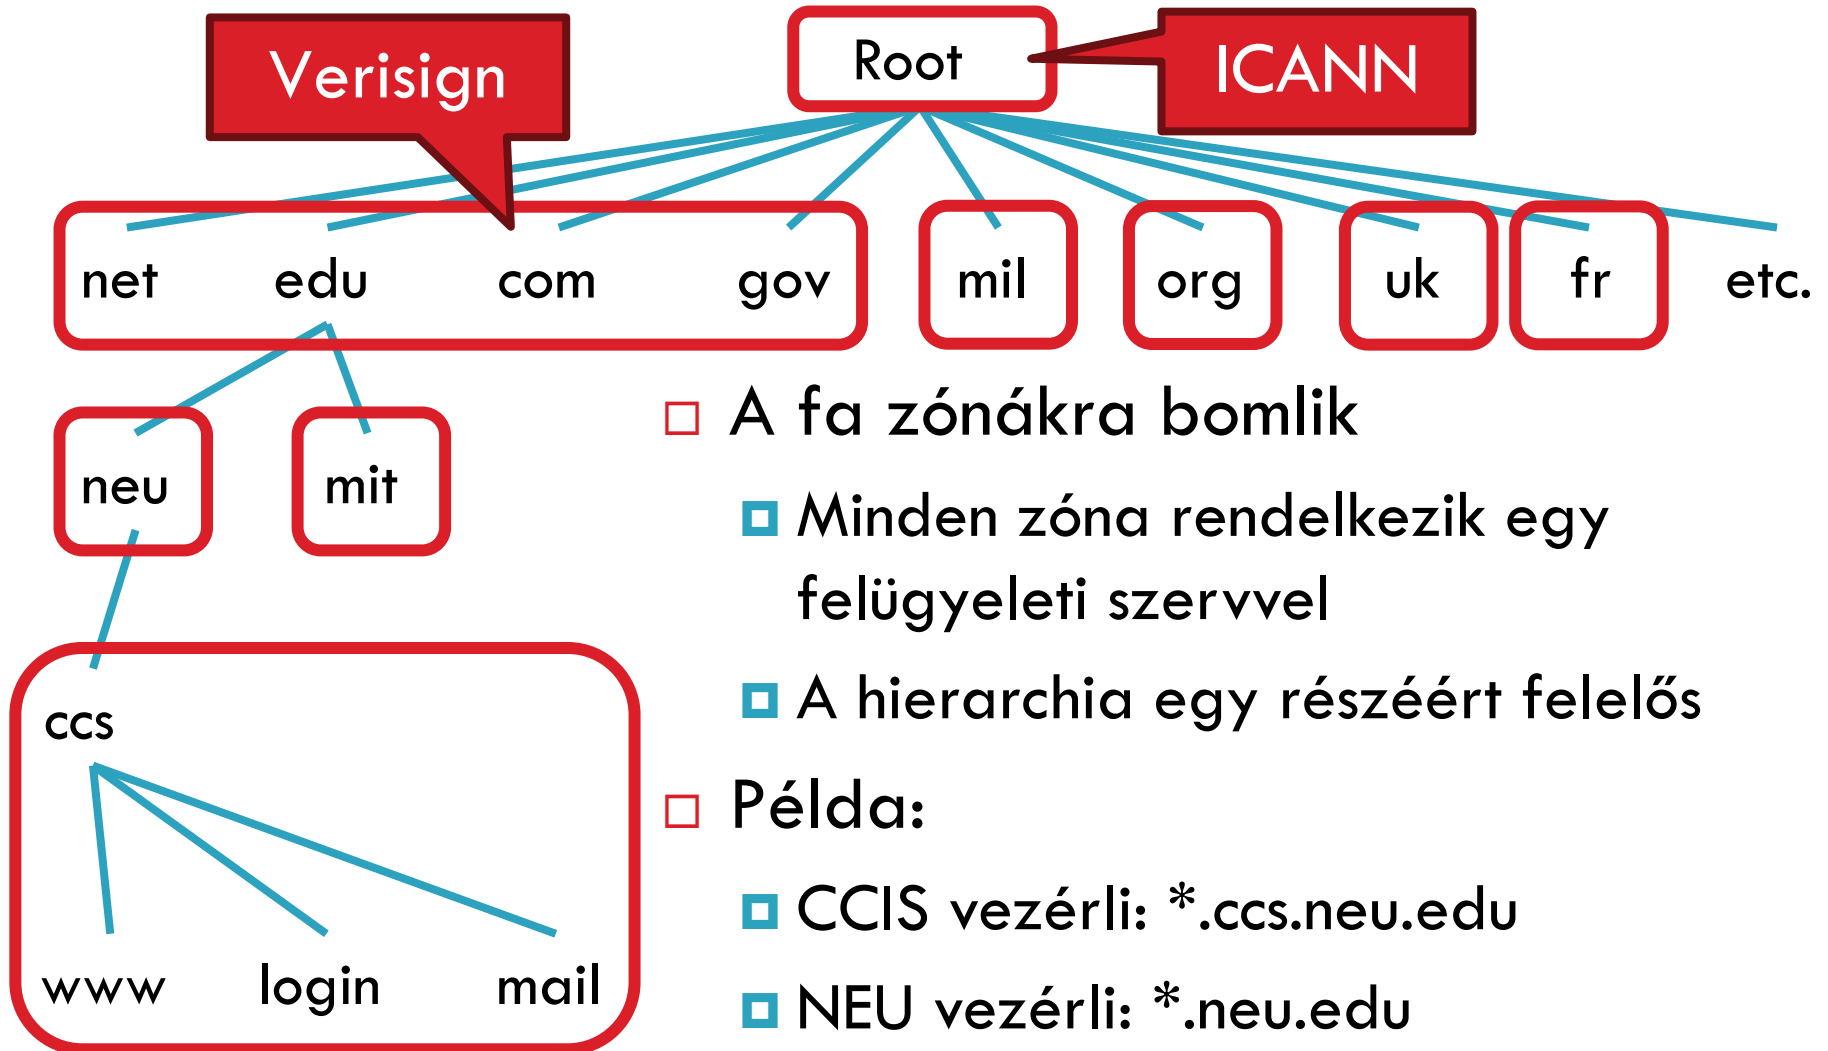 Verisign Root ICANN
net edu com gov mil org uk fr etc.
neu mit
ccs
www login mail
A fa zónákra bomlik
Minden zóna rendelkezik egy
felügyeleti szervvel
A hierarchia egy részéért felelős
Példa:
CCIS vezérli: *.ccs.neu.edu
NEU vezérli: *.neu.edu